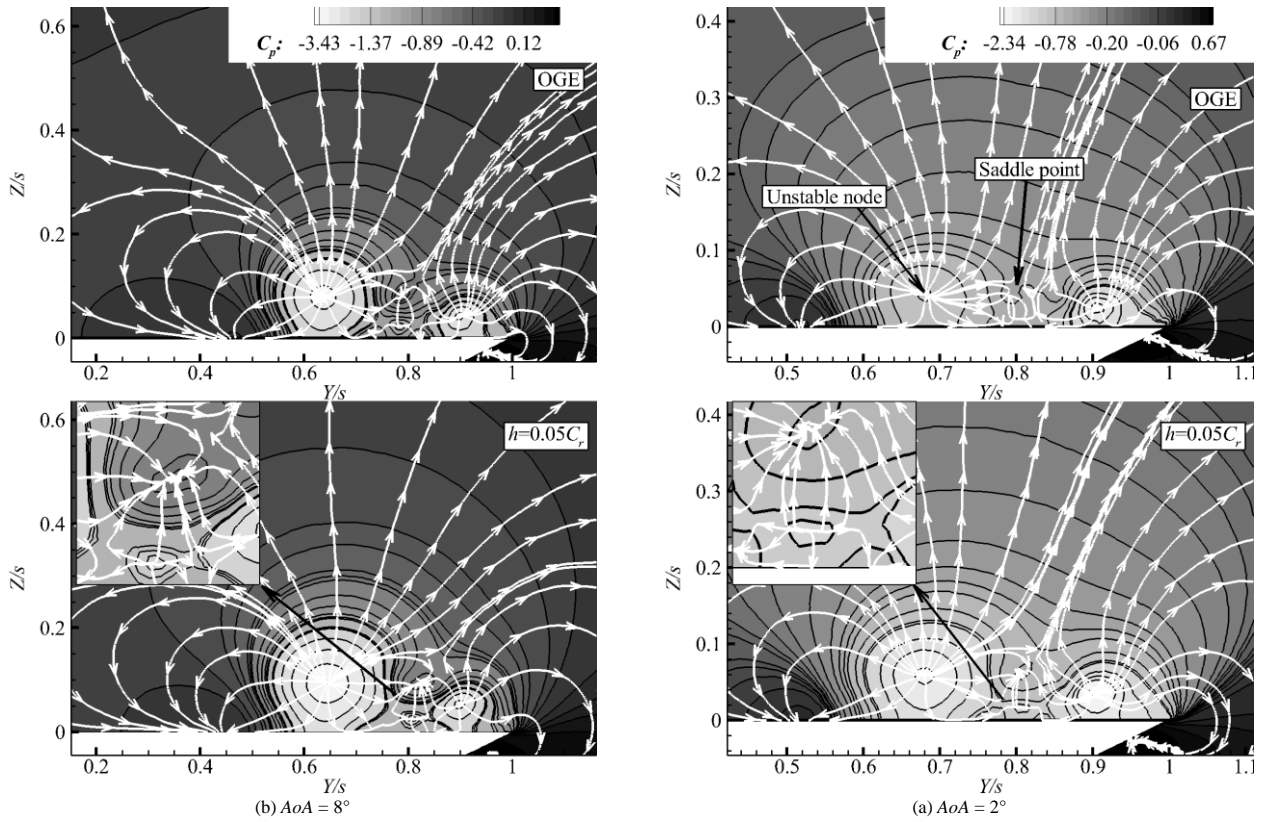 C_p: -3.43 -1.37 -0.89 -0.42 0.12
OGE
Z/s
0.6
0.4
0.2
0
0.2 0.4 0.6 0.8 1
Y/s
C_p: -2.34 -0.78 -0.20 -0.06 0.67
OGE
Saddle point
Unstable node
Z/s
0.4
0.3
0.2
0.1
0
0.5 0.6 0.7 0.8 0.9 1 1.1
Y/s
h=0.05C_r
Z/s
0.6
0.4
0.2
0
0.2 0.4 0.6 0.8 1
Y/s
(b) AoA = 8°
h=0.05C_r
Z/s
0.4
0.3
0.2
0.1
0
0.5 0.6 0.7 0.8 0.9 1 1.1
Y/s
(a) AoA = 2°